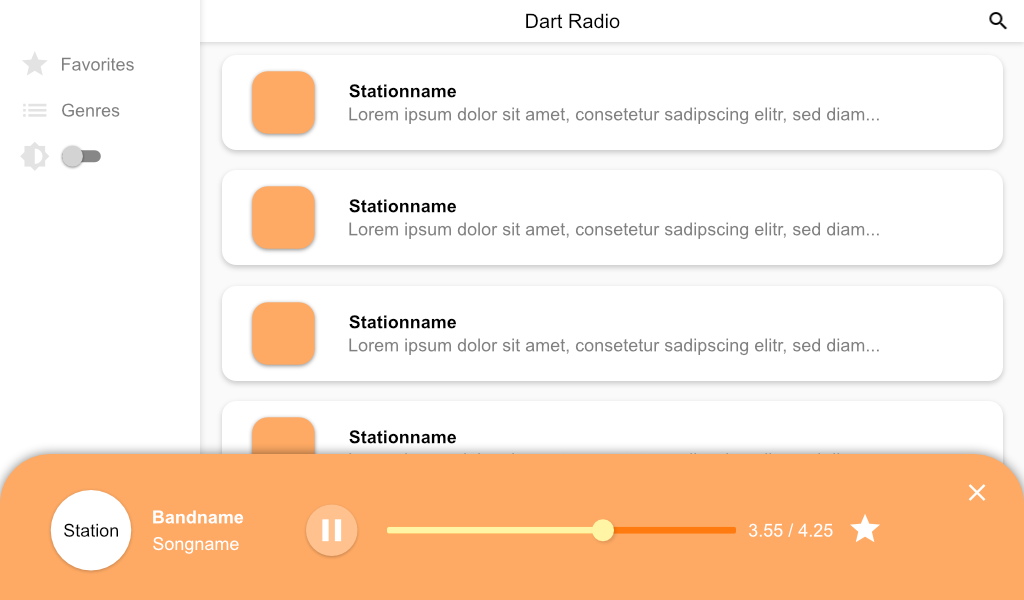 Dart Radio
Favorites
Genres
Stationname
Lorem ipsum dolor sit amet, consetetur sadipscing elitr, sed diam...
Stationname
Lorem ipsum dolor sit amet, consetetur sadipscing elitr, sed diam...
Stationname
Lorem ipsum dolor sit amet, consetetur sadipscing elitr, sed diam...
Stationname
Station
Bandname
Songname
3.55 / 4.25